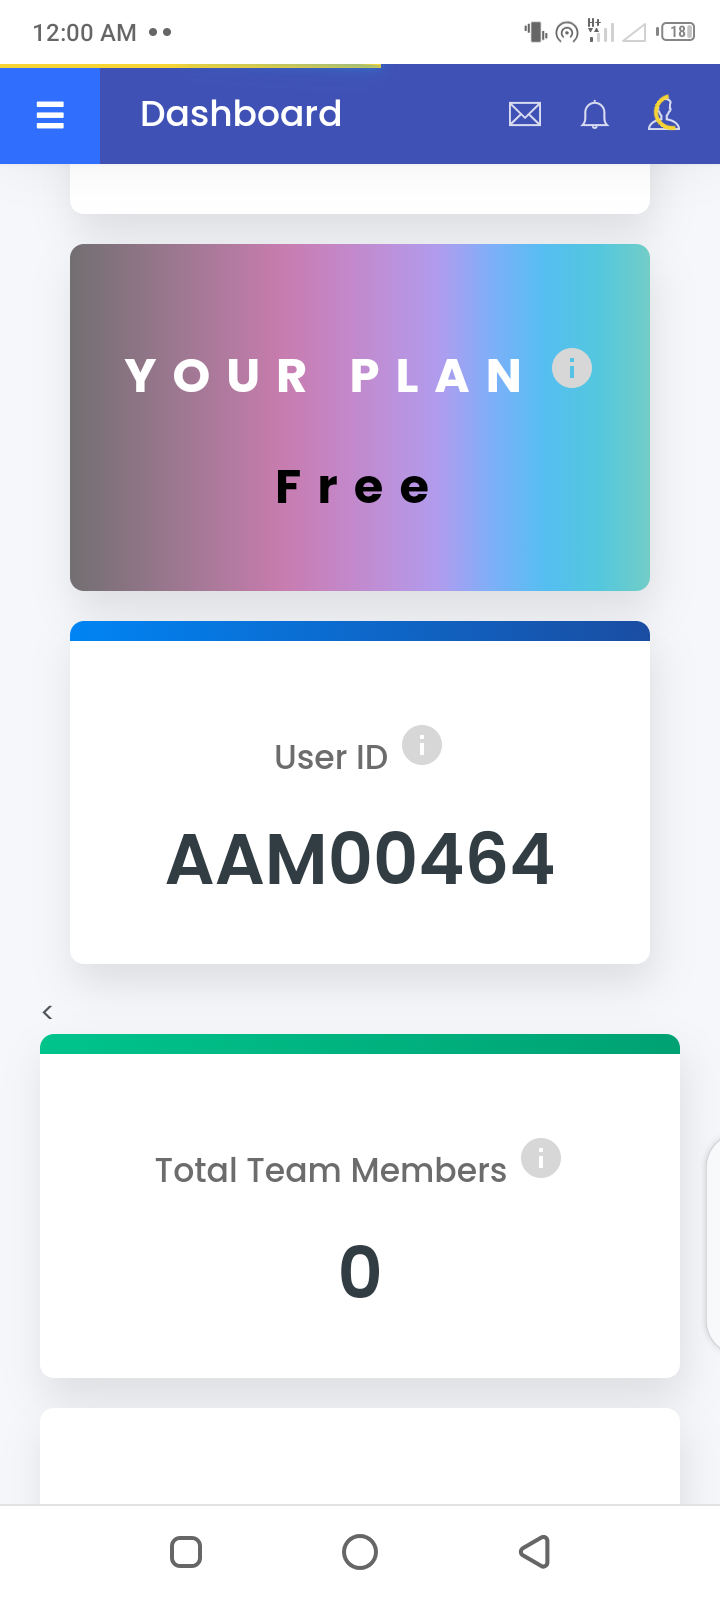 12:00 AM
H+
18
Dashboard
YOUR PLAN
Free
User ID
AAM00464
<
Total Team Members
0